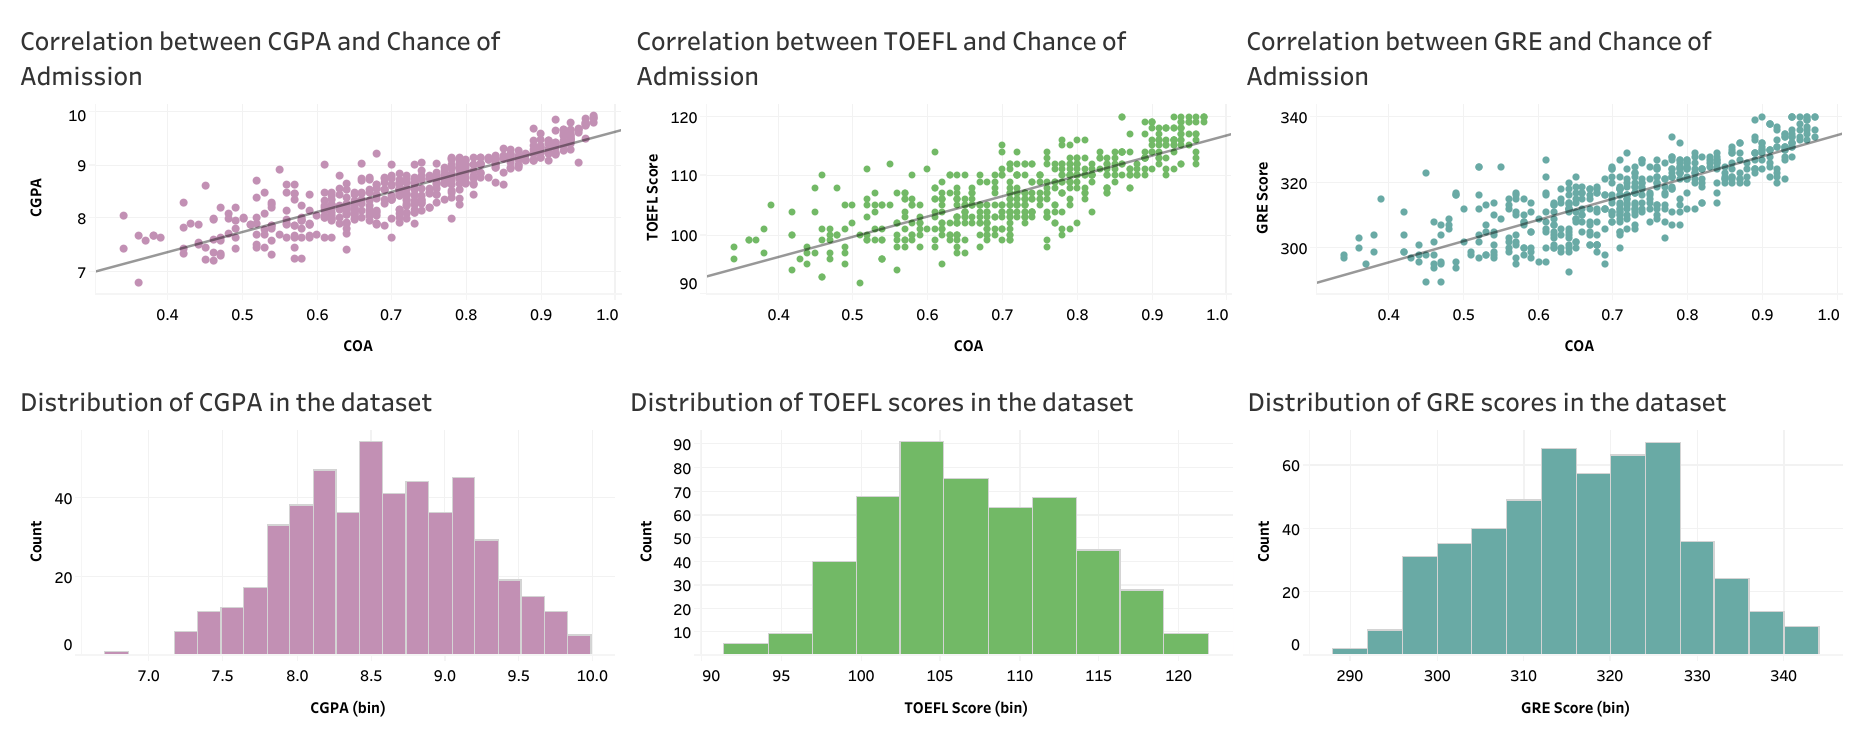 Correlation between CGPA and Chance of
Admission
CGPA
10
9
8
7
0.4 0.5 0.6 0.7 0.8 0.9 1.0
COA
Correlation between TOEFL and Chance of
Admission
TOEFL Score
120
110
100
90
0.4 0.5 0.6 0.7 0.8 0.9 1.0
COA
Correlation between GRE and Chance of
Admission
GRE Score
340
320
300
0.4 0.5 0.6 0.7 0.8 0.9 1.0
COA
Distribution of CGPA in the dataset
Count
40
20
0
7.0 7.5 8.0 8.5 9.0 9.5 10.0
CGPA (bin)
Distribution of TOEFL scores in the dataset
Count
90
80
70
60
50
40
30
20
10
90 95 100 105 110 115 120
TOEFL Score (bin)
Distribution of GRE scores in the dataset
Count
60
40
20
0
290 300 310 320 330 340
GRE Score (bin)